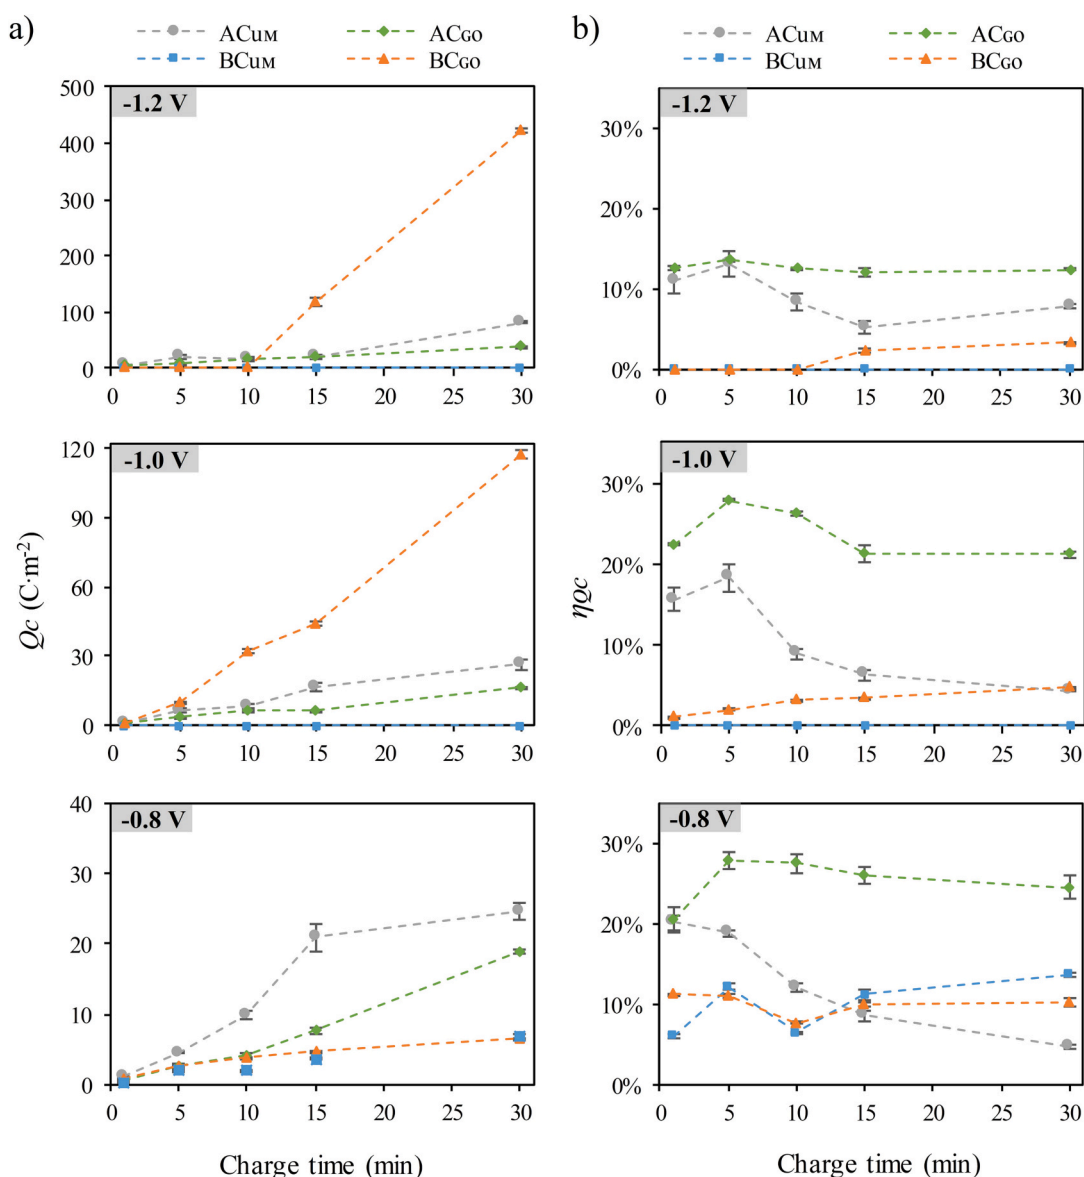 a)
ACUM
ACGO
BCUM
BCGO
-1.2 V
500
400
300
200
100
0
0 5 10 15 20 25 30
-1.0 V
120
90
60
30
0
0 5 10 15 20 25 30
Qc (C·m-2)
-0.8 V
40
30
20
10
0
0 5 10 15 20 25 30
Charge time (min)
b)
ACUM
ACGO
BCUM
BCGO
-1.2 V
30%
20%
10%
0%
0 5 10 15 20 25 30
-1.0 V
30%
20%
10%
0%
0 5 10 15 20 25 30
ηQc
-0.8 V
30%
20%
10%
0%
0 5 10 15 20 25 30
Charge time (min)